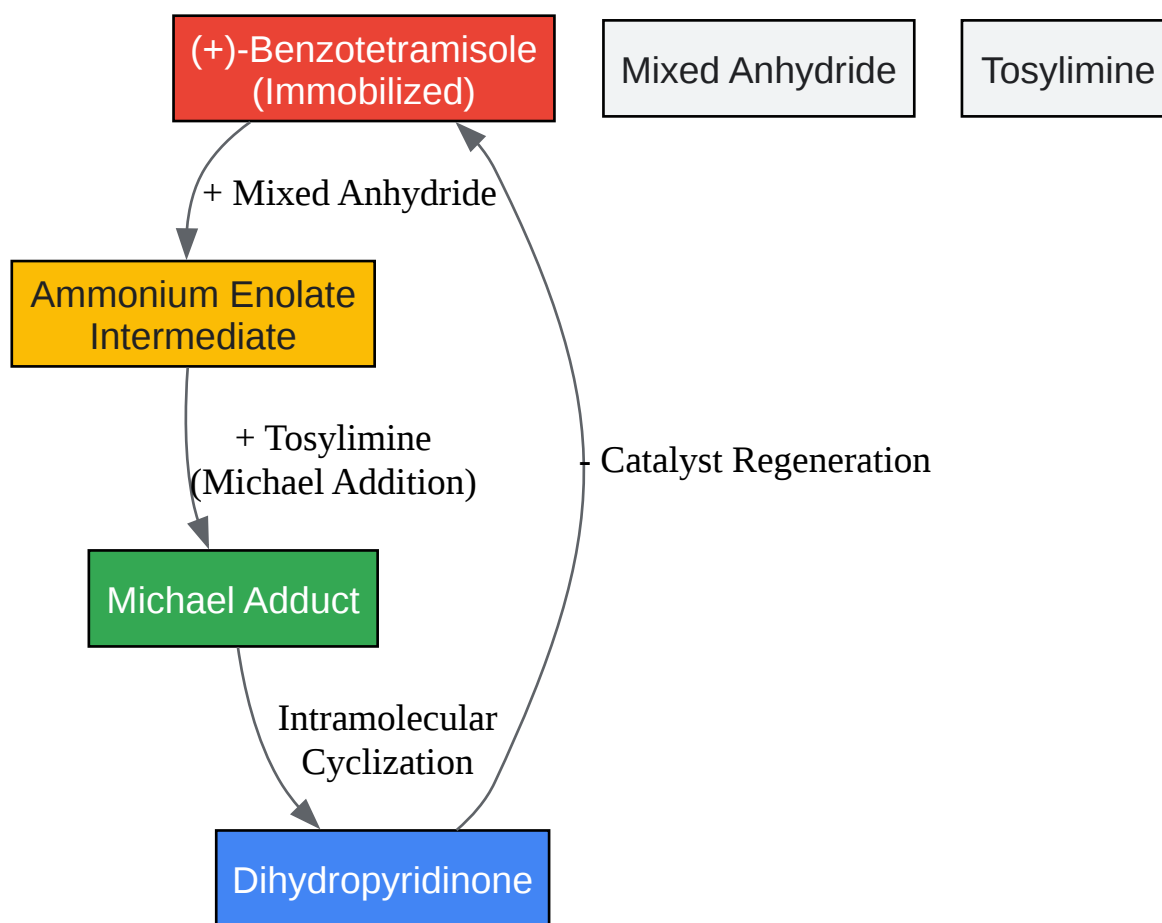 (+)-Benzotetramisole
(Immobilized)
Mixed Anhydride
Tosylimine
+ Mixed Anhydride
Ammonium Enolate
Intermediate
+ Tosylimine
(Michael Addition)
- Catalyst Regeneration
Michael Adduct
Intramolecular
Cyclization
Dihydropyridinone